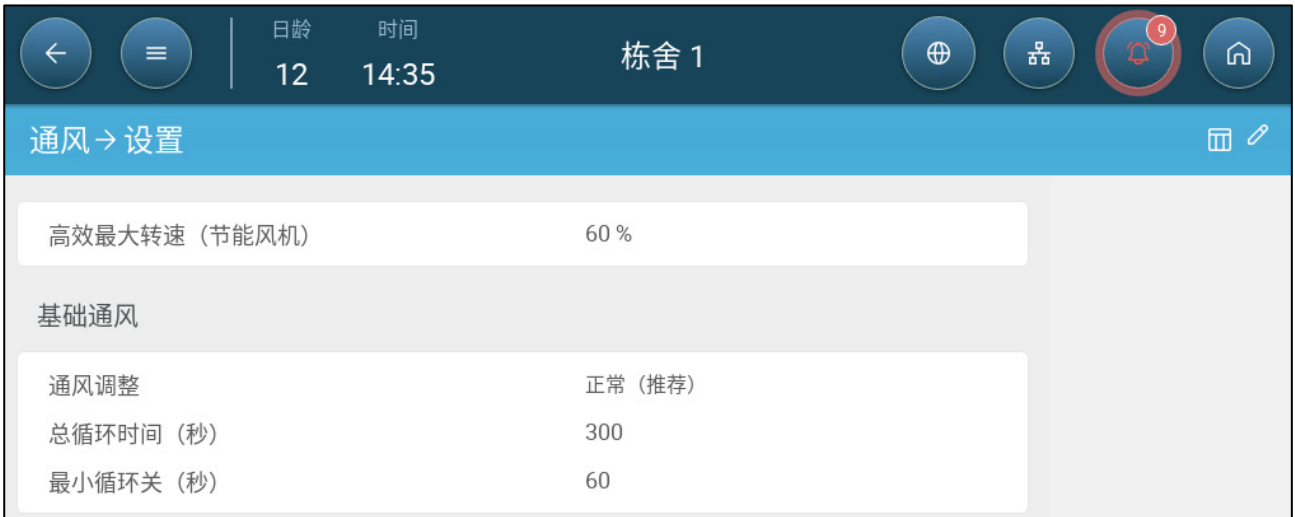 日龄 时间
12 14:35 栋舍 1 9
通风→设置
高效最大转速（节能风机） 60 %
基础通风
通风调整 正常（推荐）
总循环时间（秒） 300
最小循环关（秒） 60